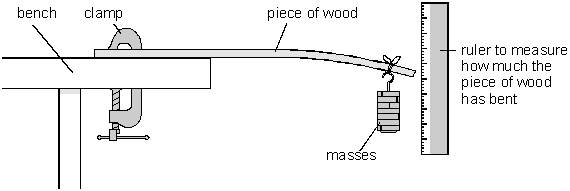 bench
clamp
piece of wood
ruler to measure
how much the
piece of wood
has bent
masses